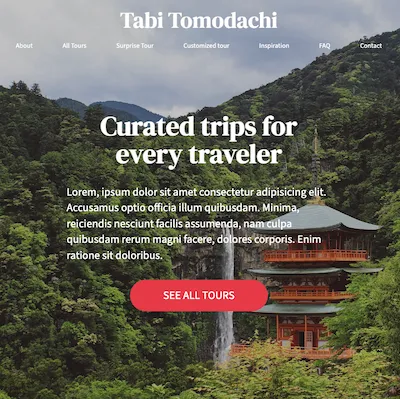 Tabi Tomodachi
About All Tours Surprise Tour Customized tour Inspiration FAQ Contact
Curated trips for
every traveler
Lorem, ipsum dolor sit amet consectetur adipisicing elit.
Accusamus optio officia illum quibusdam. Minima,
reiciendis nesciunt facilis assumenda, nam culpa
quibusdam rerum magni facere, dolores corporis. Enim
ratione sit doloribus.
SEE ALL TOURS